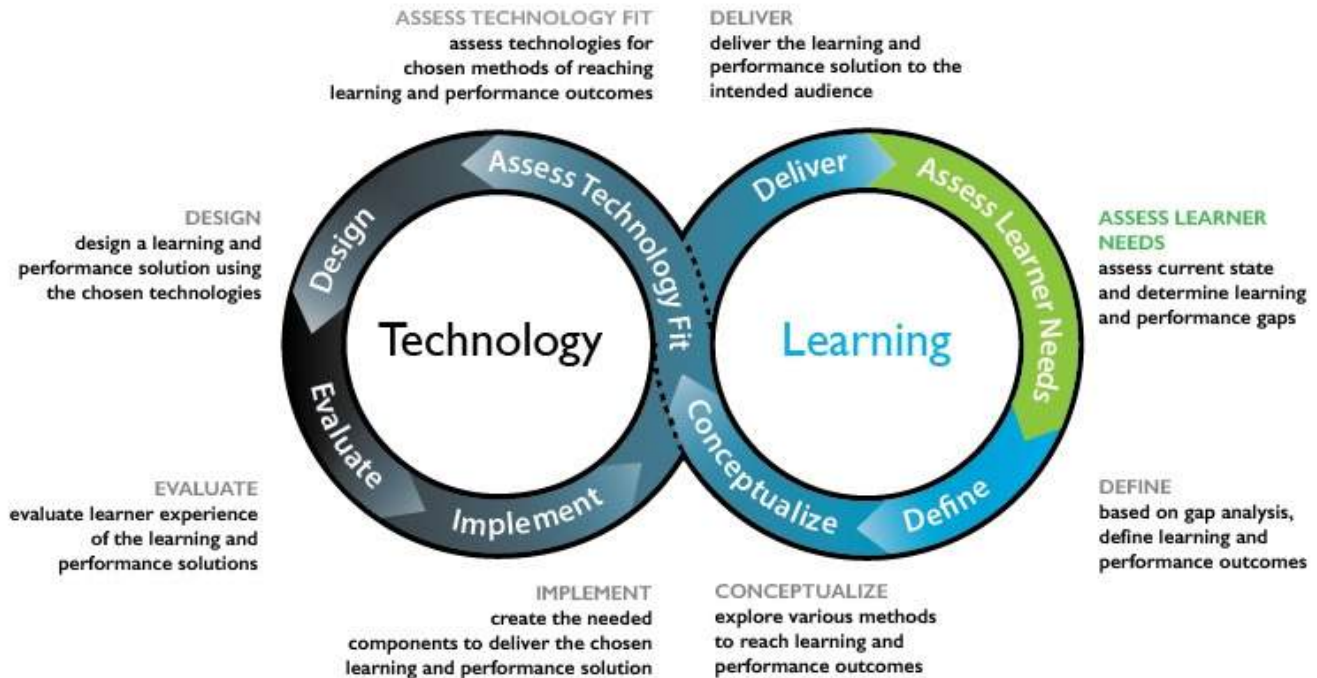 ASSESS TECHNOLOGY FIT
assess technologies for
chosen methods of reaching
learning and performance outcomes
DELIVER
deliver the learning and
performance solution to the
intended audience
DESIGN
design a learning and
performance solution using
the chosen technologies
ASSESS LEARNER
NEEDS
assess current state
and determine learning
and performance gaps
Assess Technology Fit
Deliver
Assess Learner Needs
Design
Technology
Learning
Evaluate
Implement
Conceptualize
Define
EVALUATE
evaluate learner experience
of the learning and
performance solutions
DEFINE
based on gap analysis,
define learning and
performance outcomes
IMPLEMENT
create the needed
components to deliver the chosen
learning and performance solution
CONCEPTUALIZE
explore various methods
to reach learning and
performance outcomes